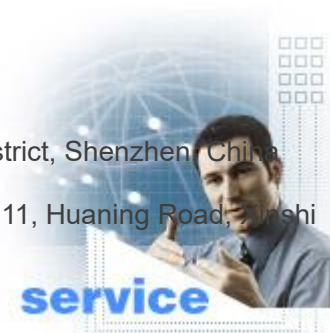 strict, Shenzhen, China
11, Huaning Road,
service